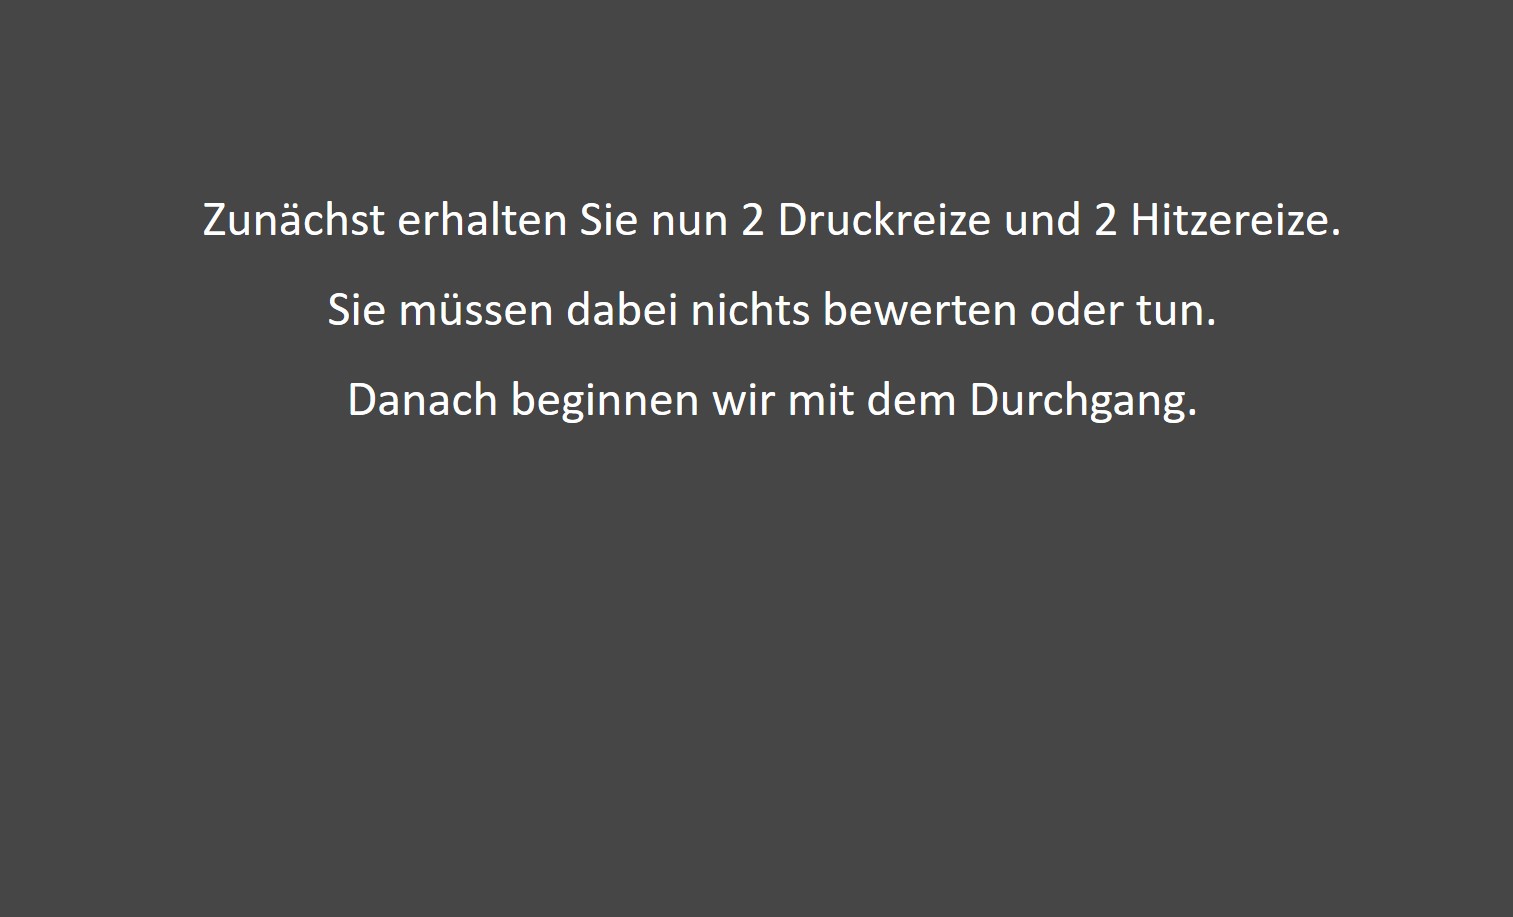 Zunächst erhalten Sie nun 2 Druckreize und 2 Hitzereize.
Sie müssen dabei nichts bewerten oder tun.
Danach beginnen wir mit dem Durchgang.